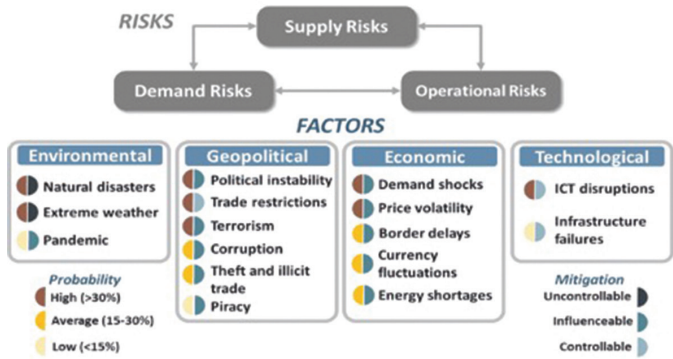 RISKS
Supply Risks
Demand Risks
Operational Risks
FACTORS
Environmental
Natural disasters
Extreme weather
Pandemic
Geopolitical
Political instability
Trade restrictions
Terrorism
Corruption
Theft and illicit
trade
Piracy
Economic
Demand shocks
Price volatility
Border delays
Currency
fluctuations
Energy shortages
Technological
ICT disruptions
Infrastructure
failures
Probability
High (>30%)
Average (15-30%)
Low (<15%)
Mitigation
Uncontrollable
Influenceable
Controllable